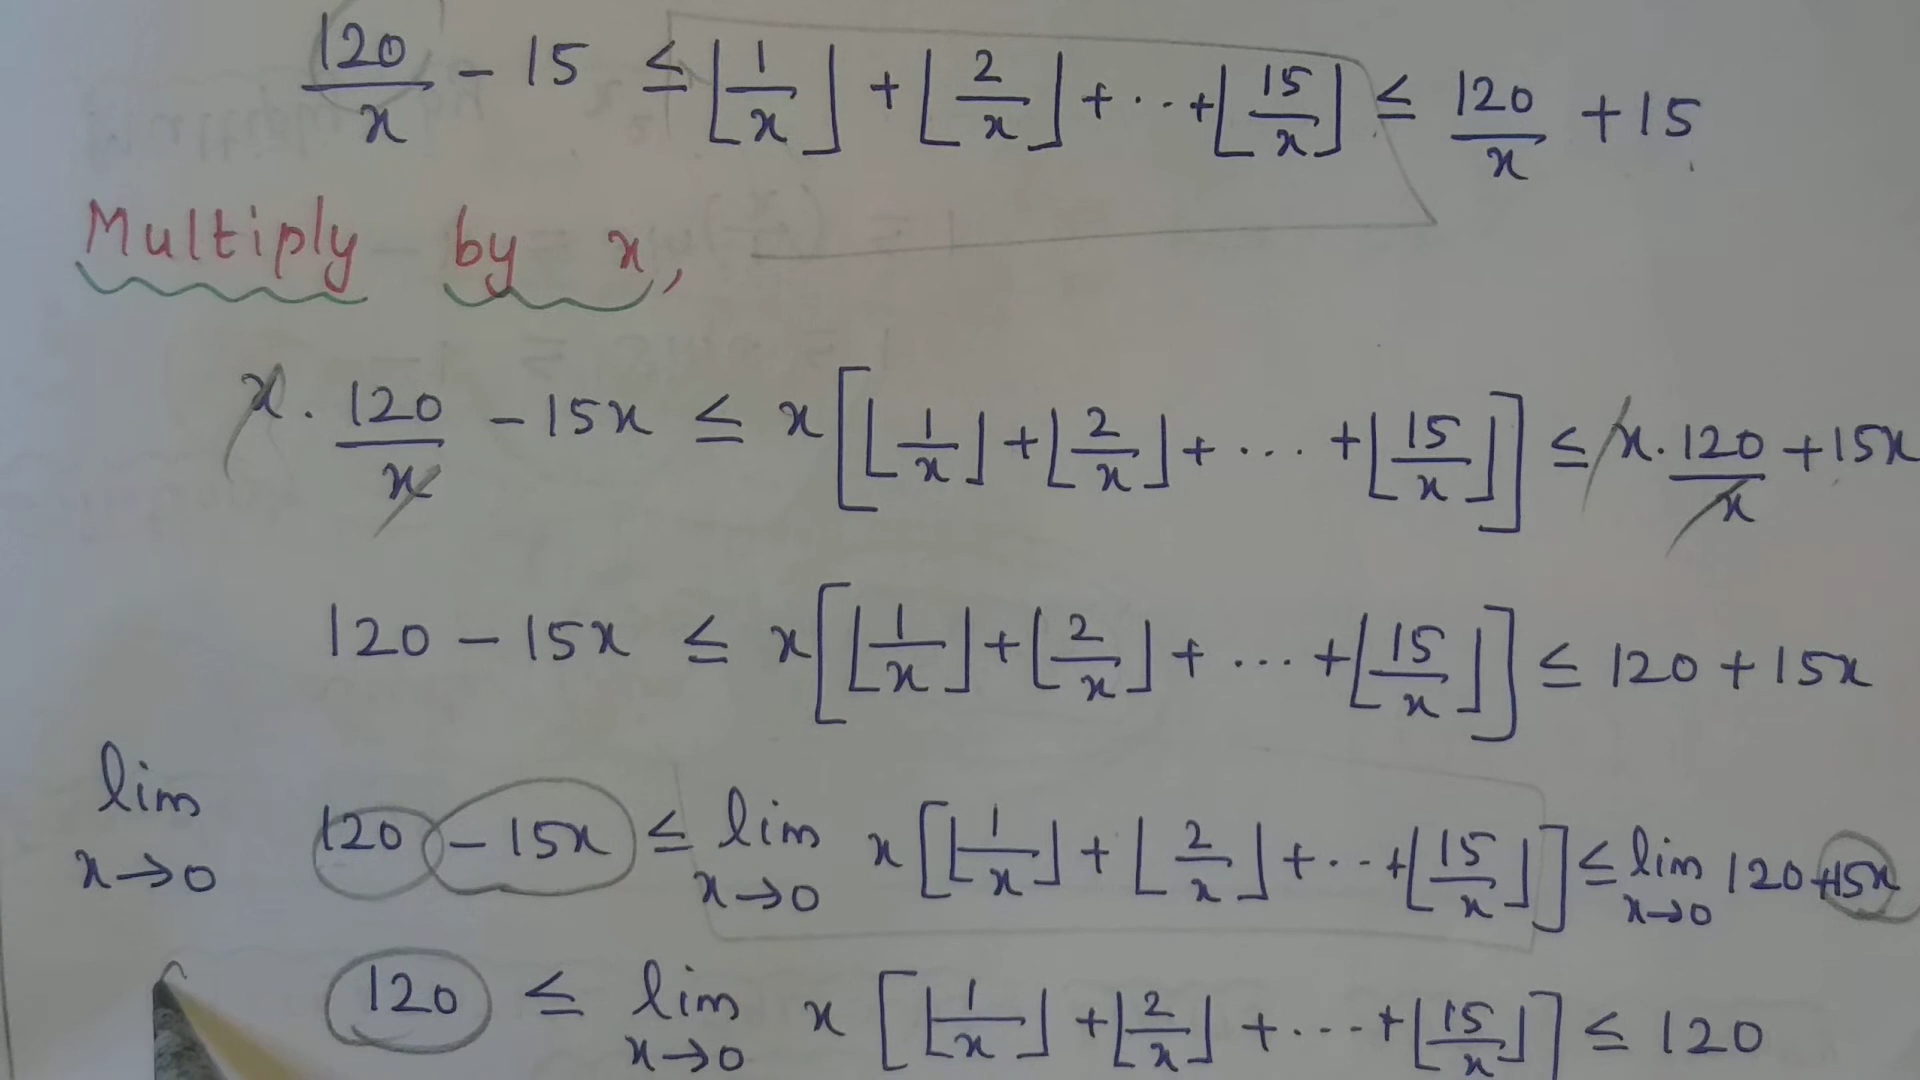 120/x - 15 ≤ ⌊1/x⌋ + ⌊2/x⌋ + ... + ⌊15/x⌋ ≤ 120/x + 15
Multiply by x,
x. 120/x - 15x ≤ x[⌊1/x⌋ + ⌊2/x⌋ + ... + ⌊15/x⌋] ≤ x. 120/x + 15x
120 - 15x ≤ x[⌊1/x⌋ + ⌊2/x⌋ + ... + ⌊15/x⌋] ≤ 120 + 15x
lim x→0 120 - 15x ≤ lim x→0 x[⌊1/x⌋ + ⌊2/x⌋ + ... + ⌊15/x⌋] ≤ lim x→0 120 + 15x
120 ≤ lim x→0 x[⌊1/x⌋ + ⌊2/x⌋ + ... + ⌊15/x⌋] ≤ 120